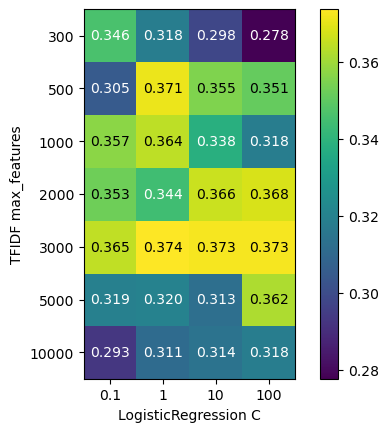 300 0.346 0.318 0.298 0.278
500 0.305 0.371 0.355 0.351
1000 0.357 0.364 0.338 0.318
2000 0.353 0.344 0.366 0.368
3000 0.365 0.374 0.373 0.373
5000 0.319 0.320 0.313 0.362
10000 0.293 0.311 0.314 0.318
0.1 1 10 100
LogisticRegression C
TFIDF max_features
0.36
0.34
0.32
0.30
0.28